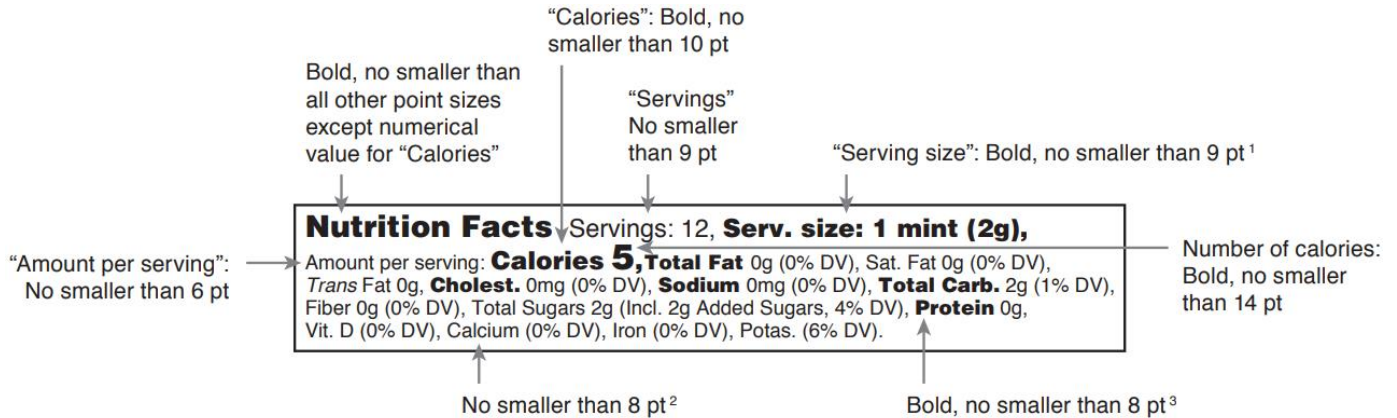 “Calories”: Bold, no
smaller than 10 pt
Bold, no smaller than
all other point sizes
except numerical
value for “Calories”
“Servings”
No smaller
than 9 pt
“Serving size”: Bold, no smaller than 9 pt ¹
Nutrition Facts Servings: 12, Serv. size: 1 mint (2g),
Amount per serving: Calories 5, Total Fat 0g (0% DV), Sat. Fat 0g (0% DV),
Trans Fat 0g, Cholest. 0mg (0% DV), Sodium 0mg (0% DV), Total Carb. 2g (1% DV),
Fiber 0g (0% DV), Total Sugars 2g (Incl. 2g Added Sugars, 4% DV), Protein 0g,
Vit. D (0% DV), Calcium (0% DV), Iron (0% DV), Potas. (6% DV).
“Amount per serving”:
No smaller than 6 pt
Number of calories:
Bold, no smaller
than 14 pt
No smaller than 8 pt ²
Bold, no smaller than 8 pt ³